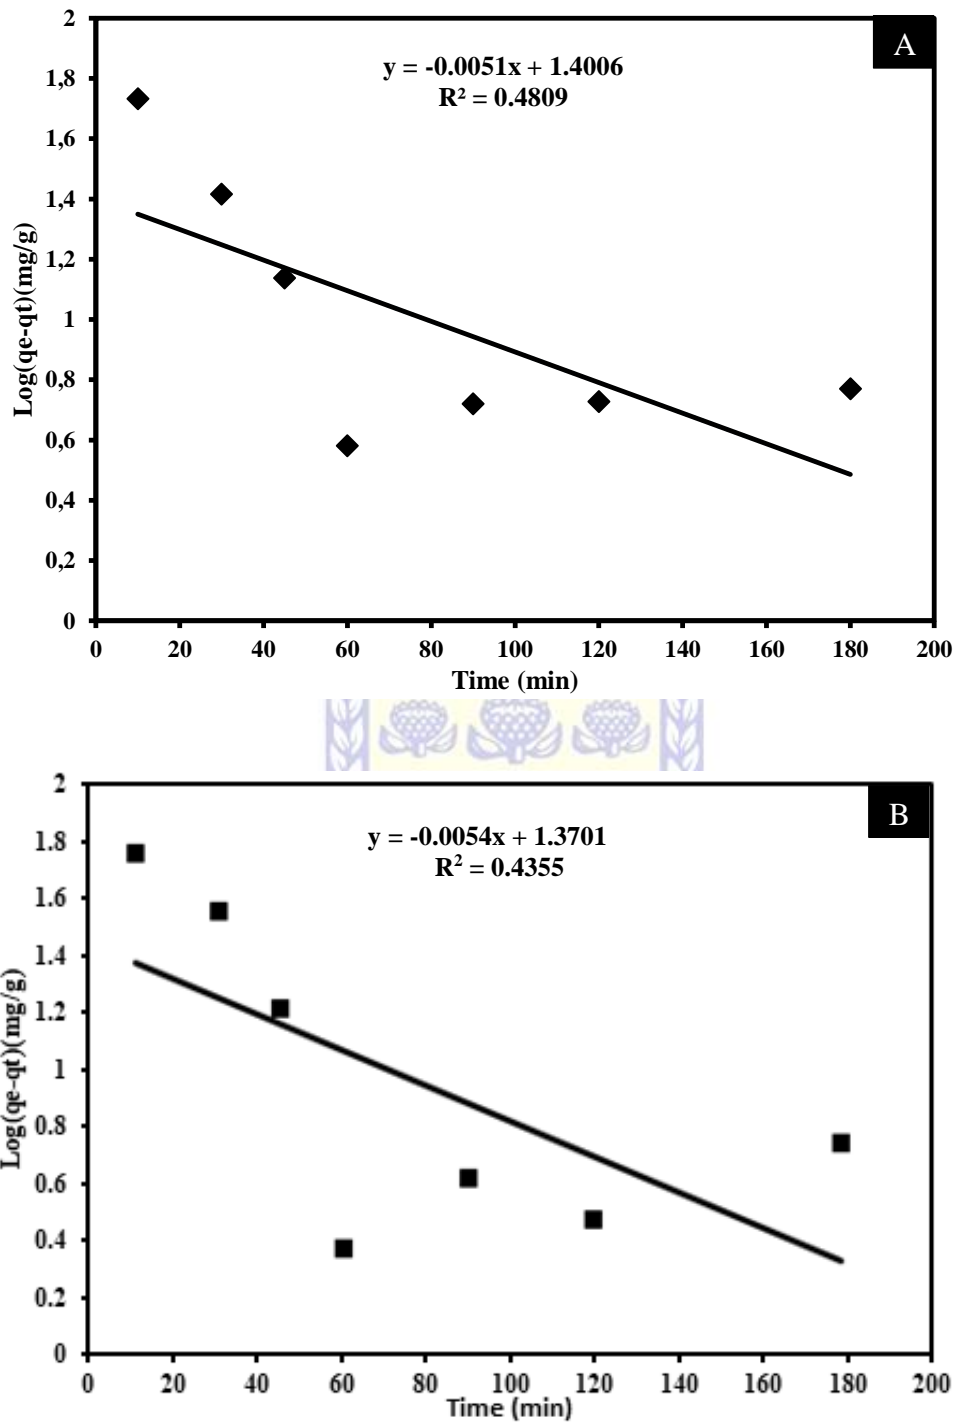 A
y = -0.0051x + 1.4006
R² = 0.4809
2
1,8
1,6
1,4
1,2
1
0,8
0,6
0,4
0,2
0
Log(qe-qt)(mg/g)
0 20 40 60 80 100 120 140 160 180 200
Time (min)
B
y = -0.0054x + 1.3701
R² = 0.4355
2
1.8
1.6
1.4
1.2
1
0.8
0.6
0.4
0.2
0
Log(qe-qt)(mg/g)
0 20 40 60 80 100 120 140 160 180 200
Time (min)